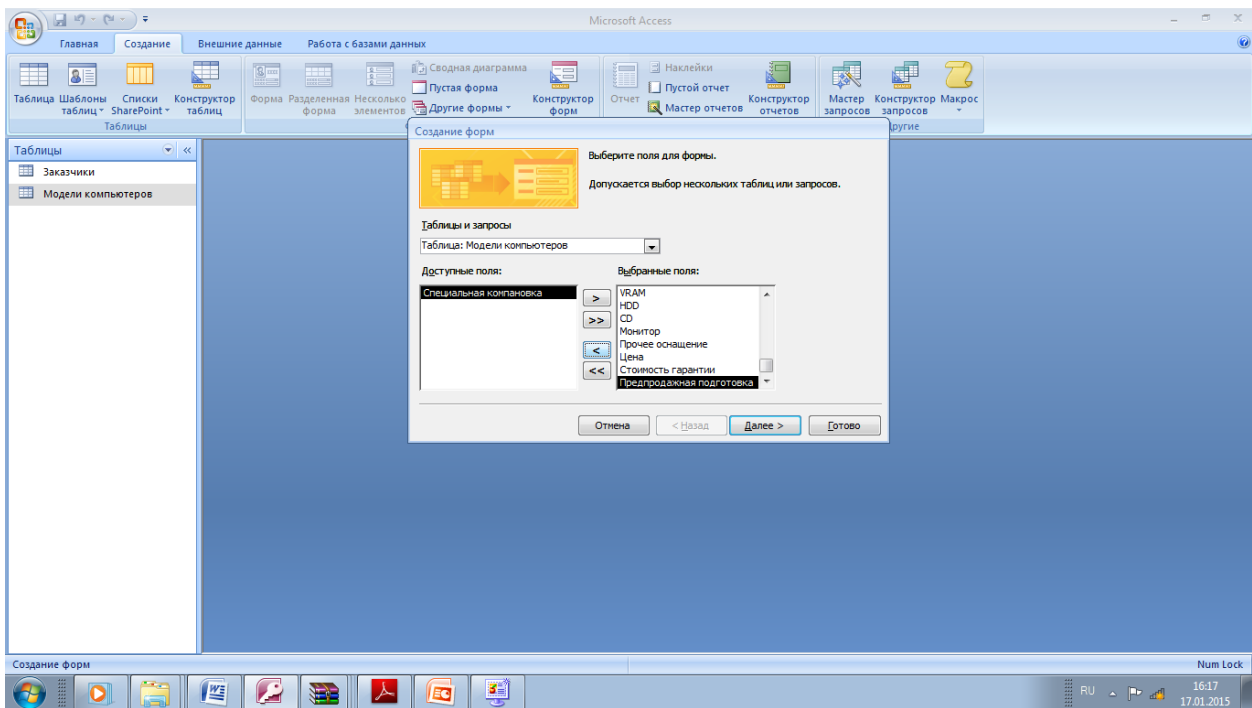 Microsoft Access
Главная Создание Внешние данные Работа с базами данных
Таблица
Шаблоны таблиц
Списки SharePoint
Конструктор таблиц
Таблицы
Форма
Разделенная форма
Несколько элементов
Сводная диаграмма
Пустая форма
Другие формы
Конструктор форм
Отчет
Наклейки
Пустой отчет
Мастер отчетов
Конструктор отчетов
Мастер запросов
Конструктор запросов
Макрос
Таблицы
Заказчики
Модели компьютеров
Создание форм
Выберите поля для формы.
Допускается выбор нескольких таблиц или запросов.
Таблицы и запросы
Таблица: Модели компьютеров
Доступные поля:
Специальная компановка
>
>>
<
<<
Выбранные поля:
VRAM
HDD
CD
Монитор
Прочее оснащение
Цена
Стоимость гарантии
Предпродажная подготовка
Отмена < Назад Далее > Готово
Создание форм Num Lock
RU 16:17
17.01.2015